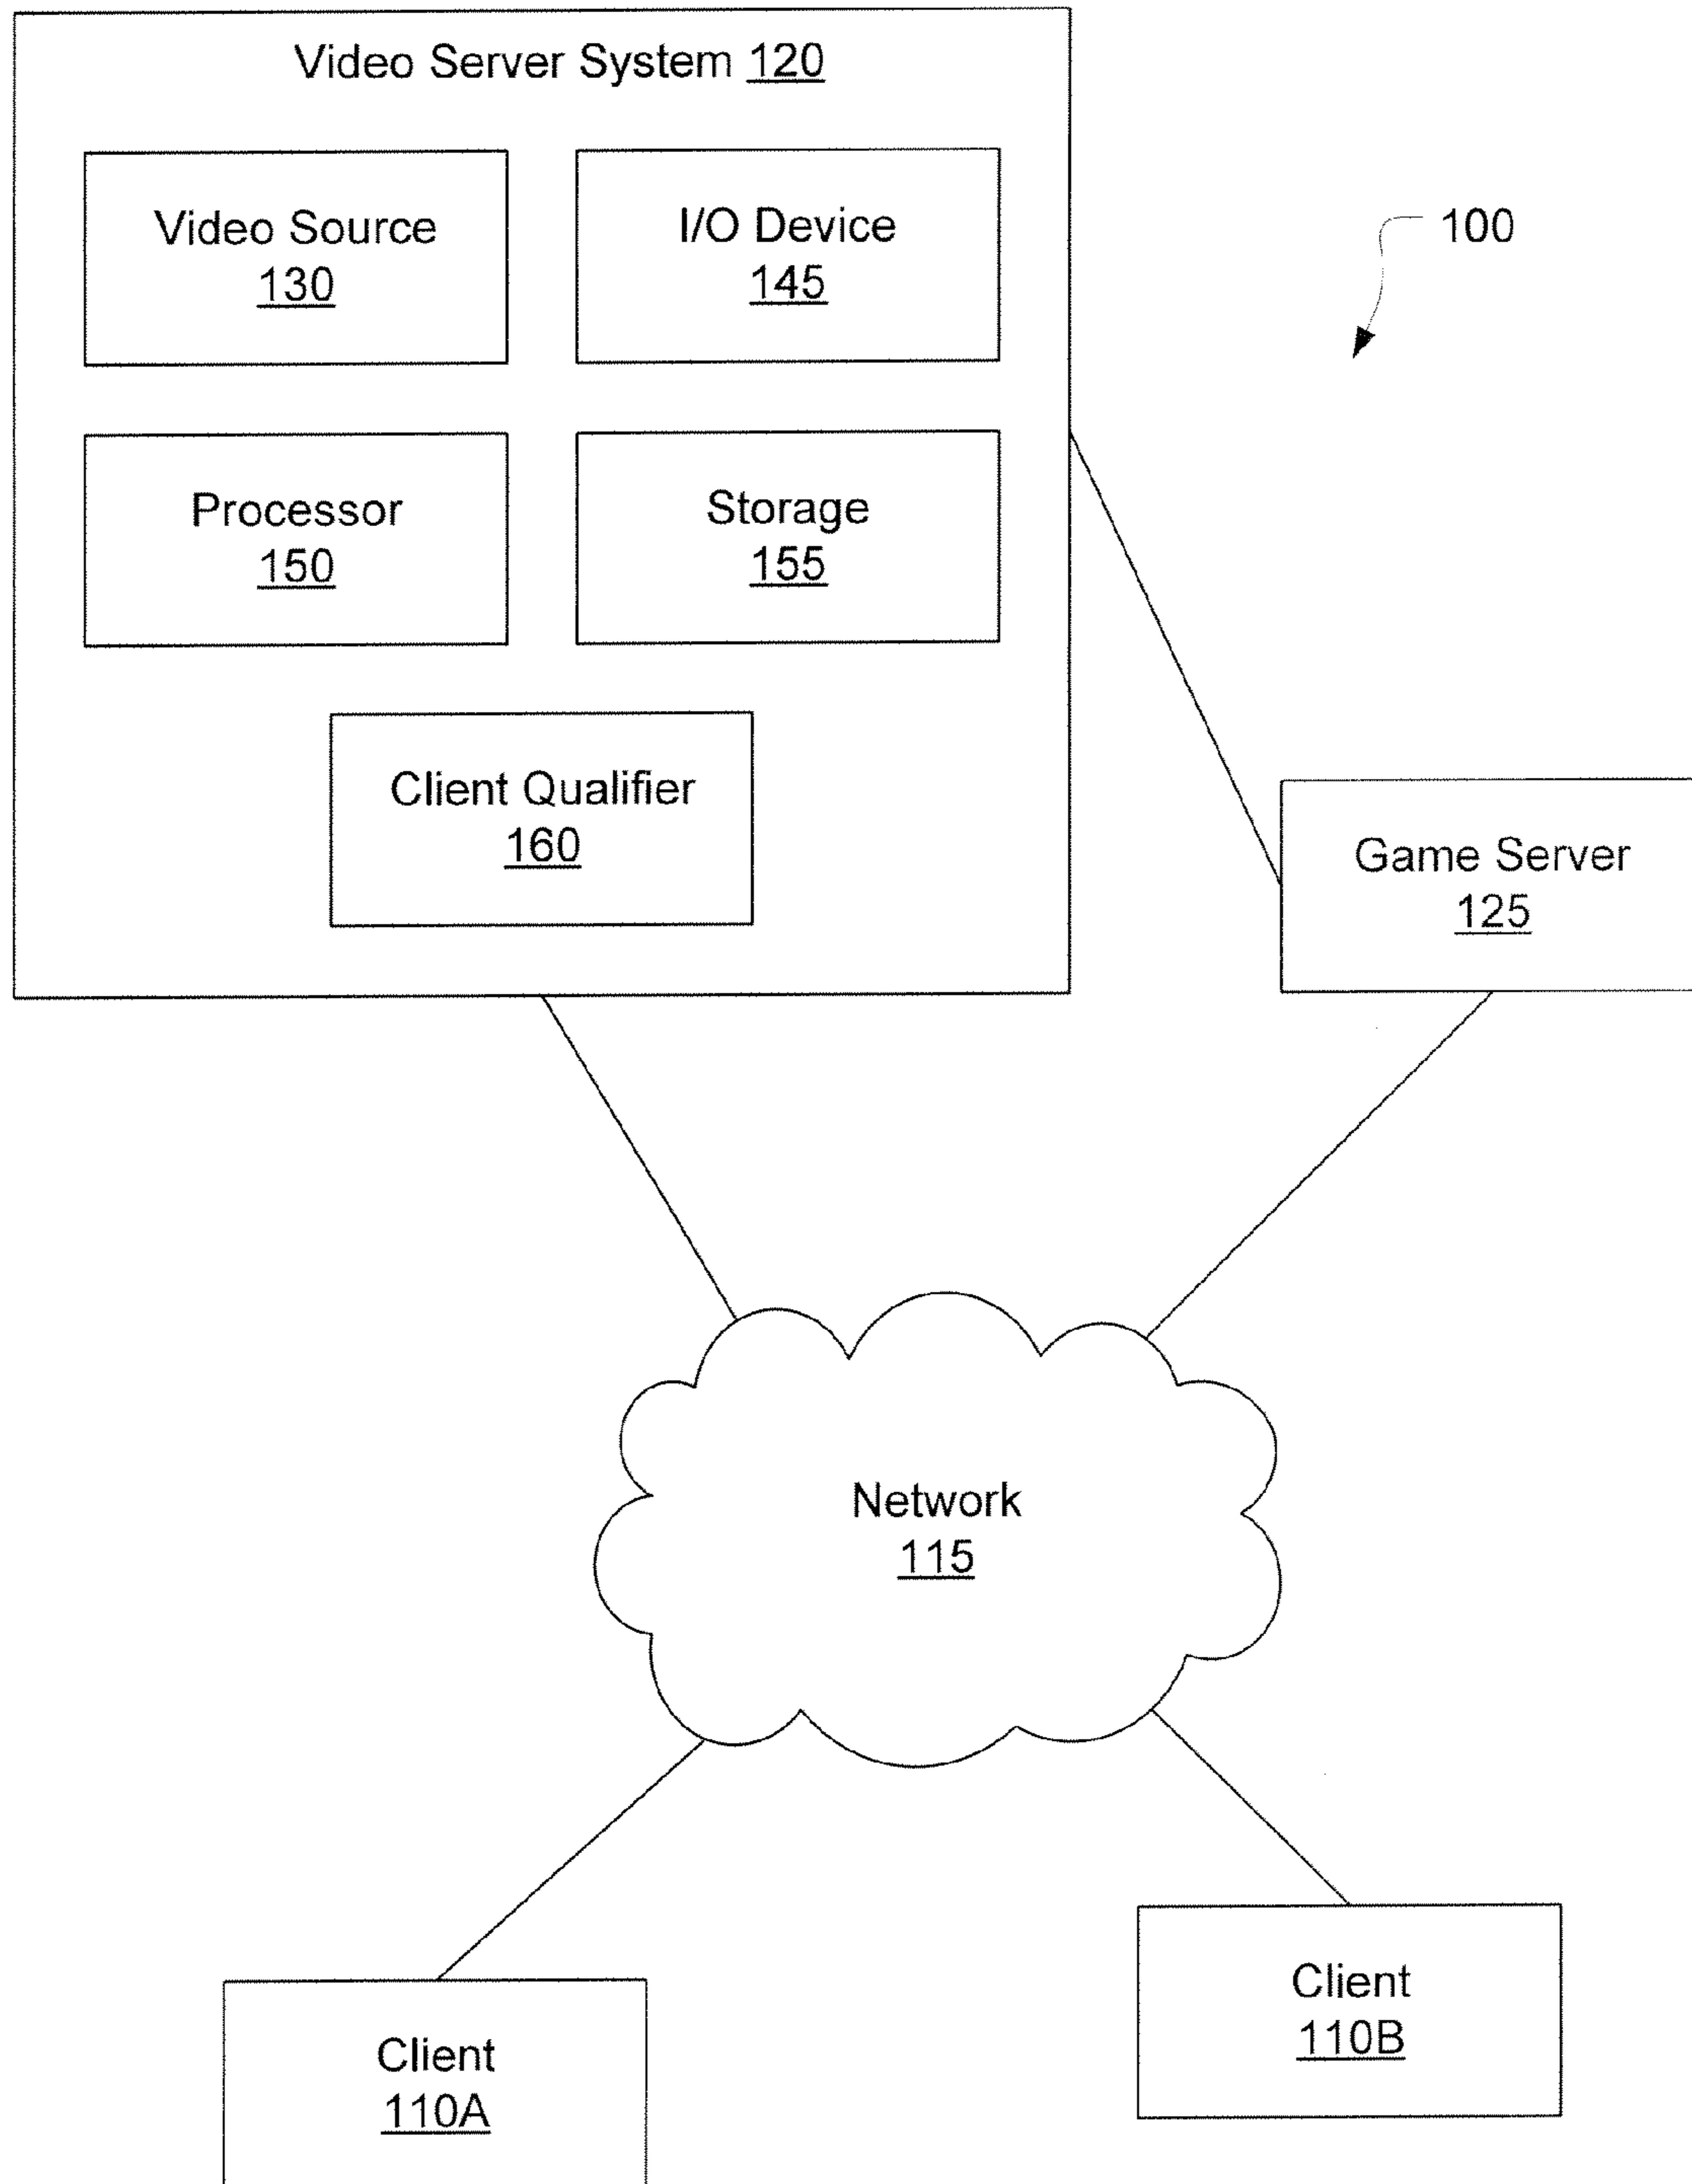 Video Server System 120
Video Source
130
I/O Device
145
100
Processor
150
Storage
155
Client Qualifier
160
Game Server
125
Network
115
Client
110B
Client
110A